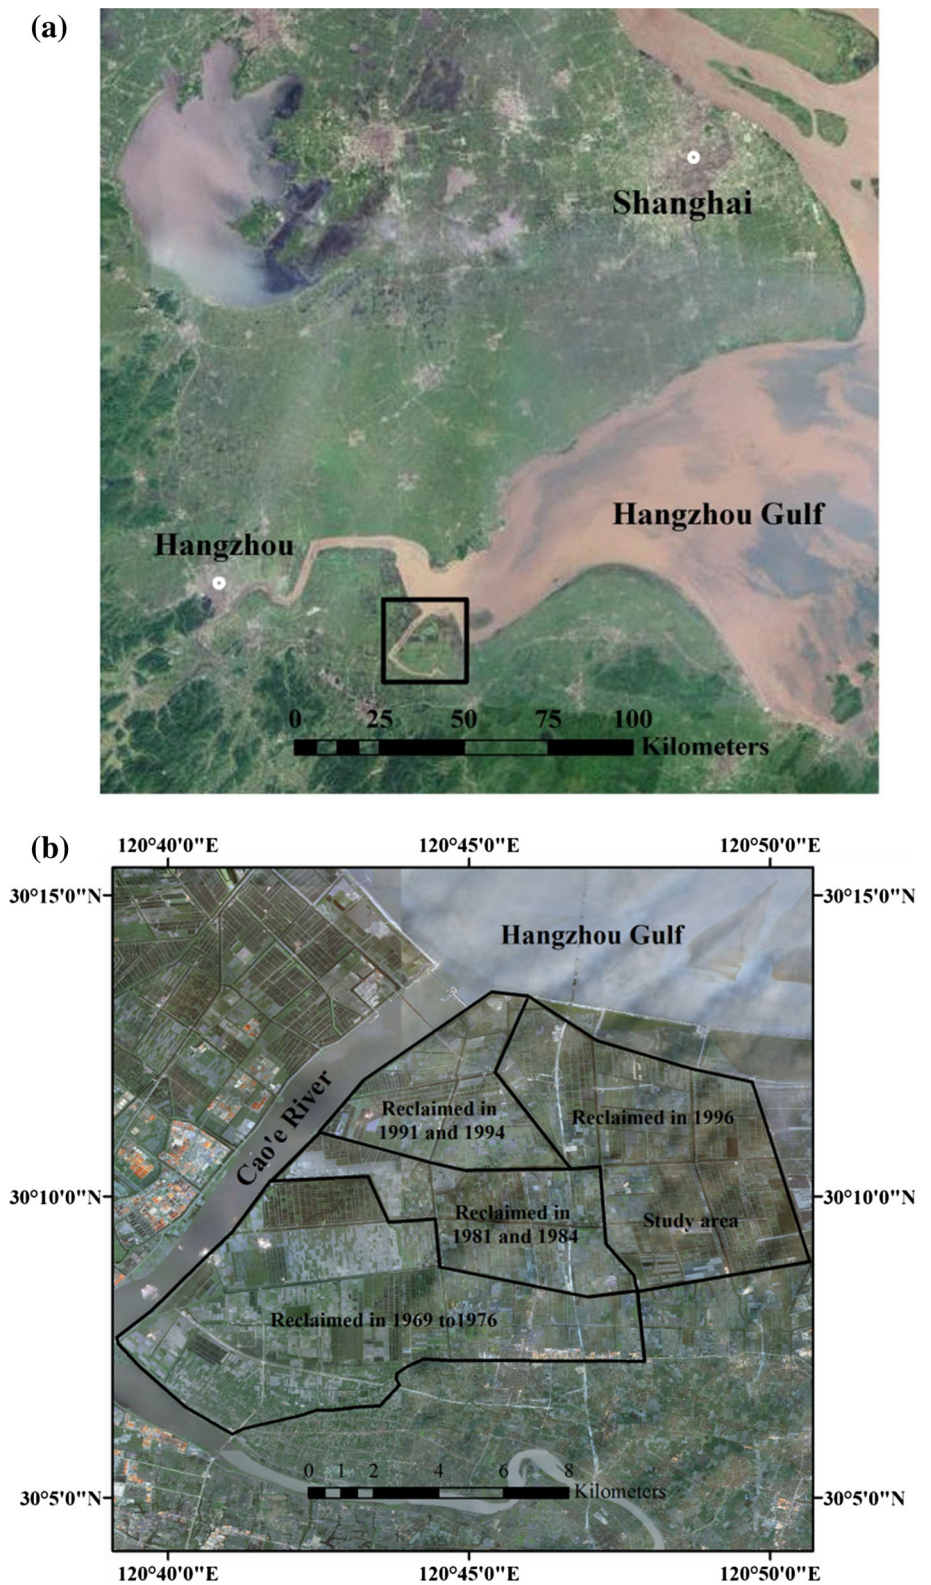 (a)
Shanghai
Hangzhou Gulf
Hangzhou
0 25 50 75 100
Kilometers
(b)
120°40'0"E 120°45'0"E 120°50'0"E
30°15'0"N 30°15'0"N
Hangzhou Gulf
Cao'e River
Reclaimed in
1991 and 1994
Reclaimed in 1996
30°10'0"N 30°10'0"N
Reclaimed in
1981 and 1984
Study area
Reclaimed in 1969 to1976
0 1 2 4 6 8
Kilometers
30°5'0"N 30°5'0"N
120°40'0"E 120°45'0"E 120°50'0"E